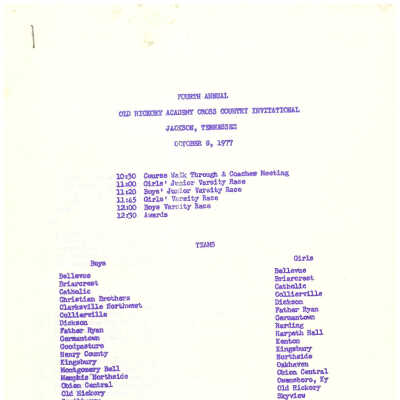 FOURTH ANNUAL
OLD HICKORY ACADEMY CROSS COUNTRY INVITATIONAL
JACKSON, TENNESSEE
OCTOBER 8, 1977
10:30 Course Walk Through & Coaches Meeting
11:00 Girls' Junior Varsity Race
11:20 Boys' Junior Varsity Race
11:45 Girls' Varsity Race
12:00 Boys Varsity Race
12:30 Awards
TEAMS
Boys
Bellevue
Briarcrest
Catholic
Christian Brothers
Clarksville Northwest
Collierville
Dickson
Father Ryan
Germantown
Goodpasture
Henry County
Kingsbury
Montgomery Bell
Memphis Northside
Obion Central
Old Hickory
Girls
Bellevue
Briarcrest
Catholic
Collierville
Dickson
Father Ryan
Germantown
Harding
Harpeth Hall
Kenton
Kingsbury
Northside
Oakhaven
Obion Central
Owensboro, Ky
Old Hickory
Skyview